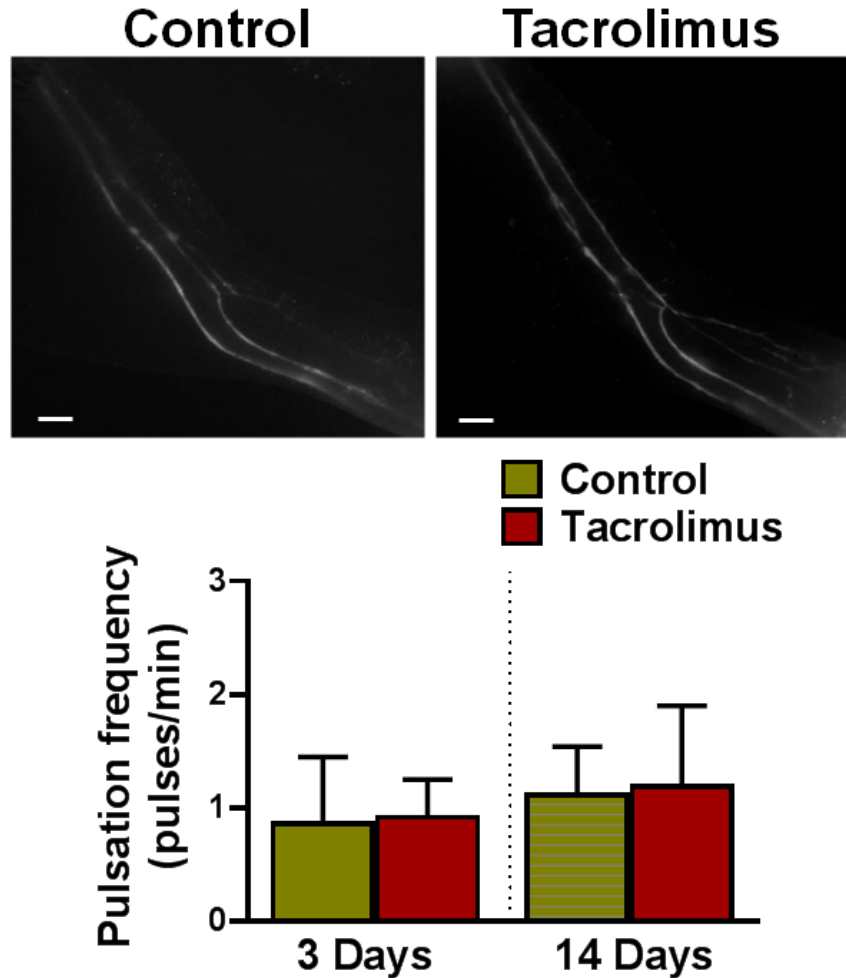 Control
Tacrolimus
Control
Tacrolimus
Pulsation frequency
(pulses/min)
3
2
1
0
3 Days
14 Days